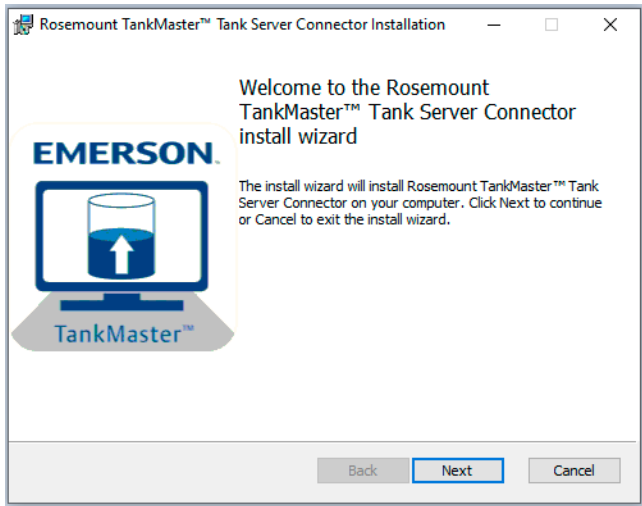 Rosemount TankMaster™ Tank Server Connector Installation
Welcome to the Rosemount
TankMaster™ Tank Server Connector
install wizard
EMERSON.
The install wizard will install Rosemount TankMaster™ Tank
Server Connector on your computer. Click Next to continue
or Cancel to exit the install wizard.
TankMaster™
Back
Next
Cancel